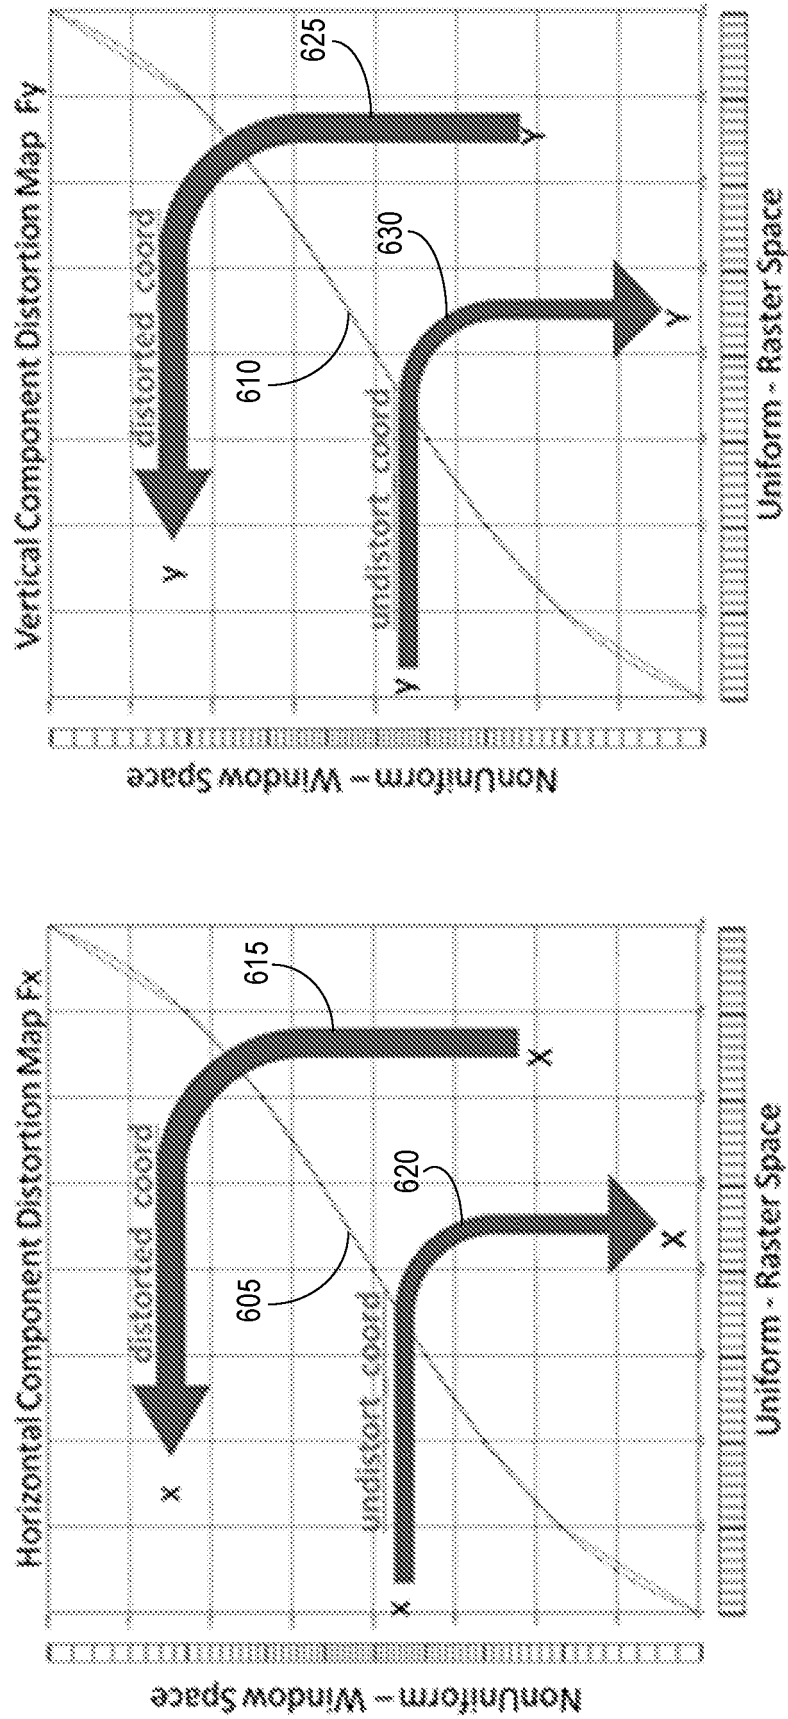 Horizontal Component Distortion Map Fx
NonUniform – Window Space
distorted coord
x
615
X
605
undistort coord
x
620
X
Uniform - Raster Space
Vertical Component Distortion Map Fy
NonUniform – Window Space
distorted coord
y
625
Y
610
undistort coord
y
630
Y
Uniform - Raster Space